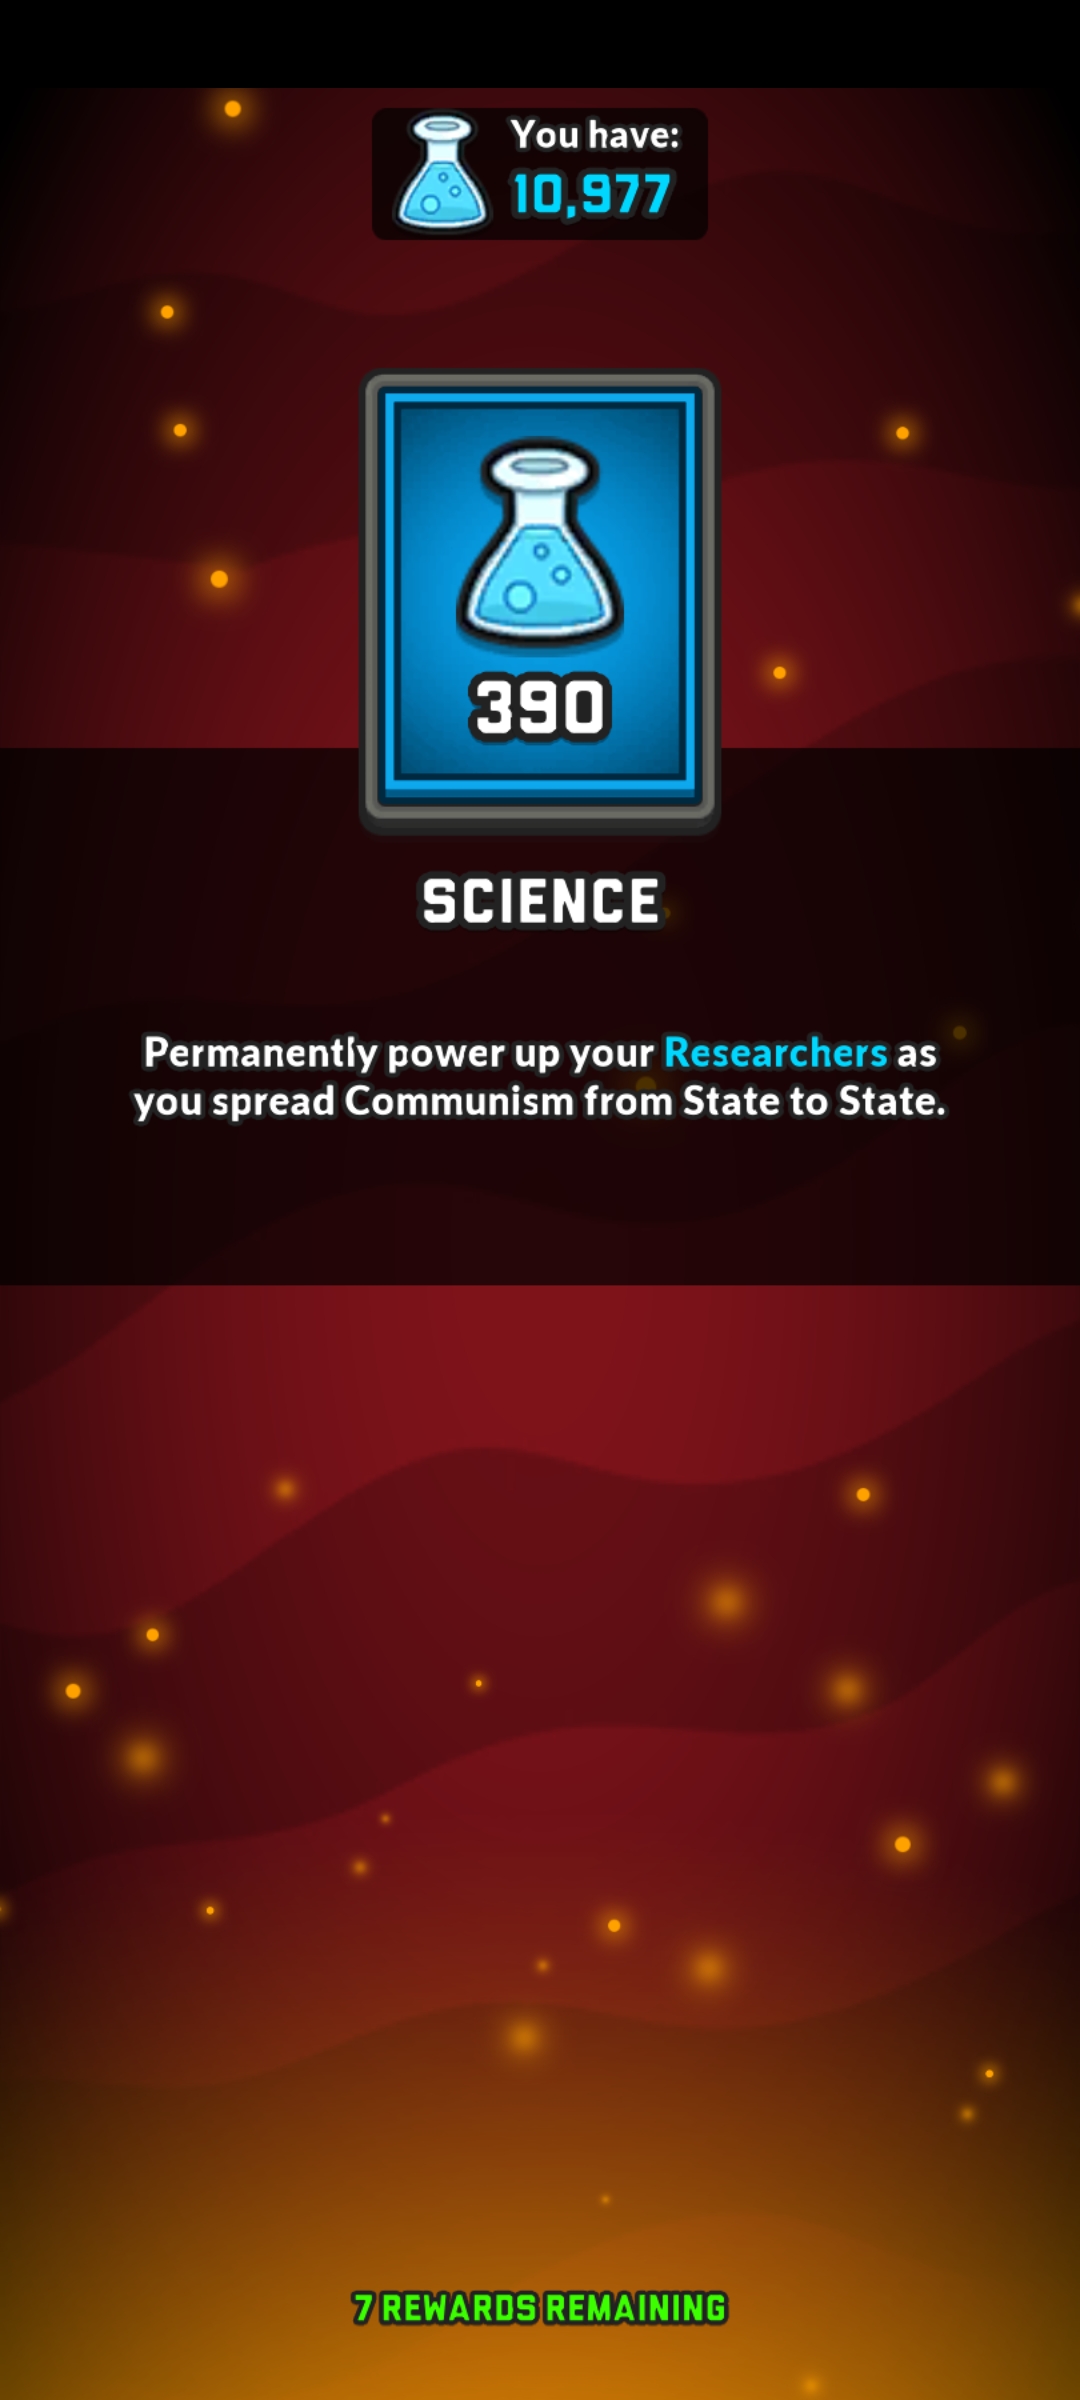 You have:
10,977
390
SCIENCE
Permanently power up your Researchers as
you spread Communism from State to State.
7 REWARDS REMAINING